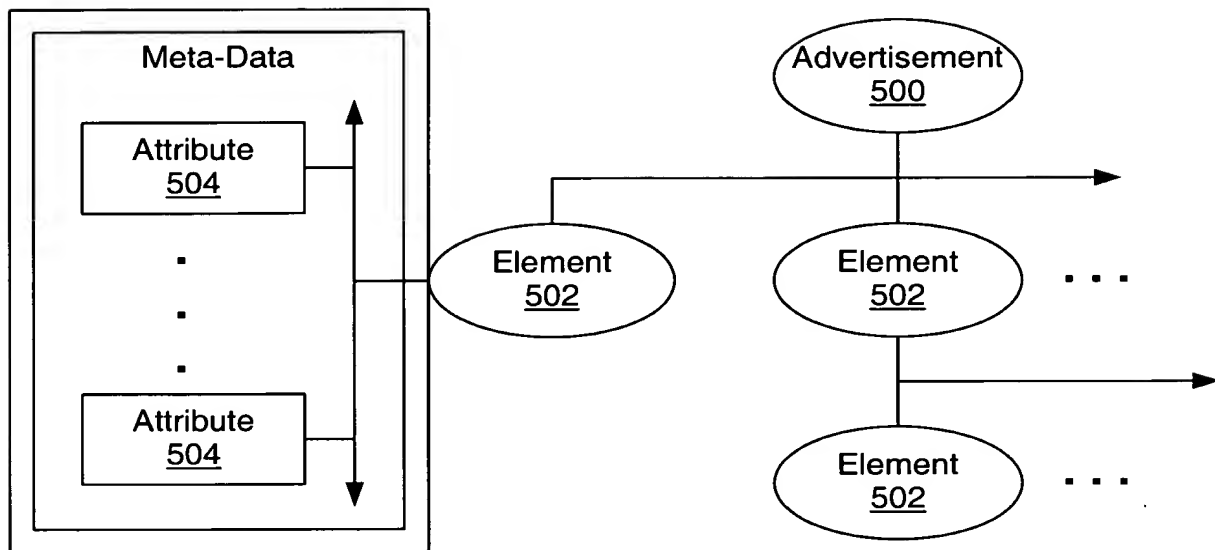 Meta-Data
Attribute
504
Attribute
504
Advertisement
500
Element
502
Element
502
Element
502